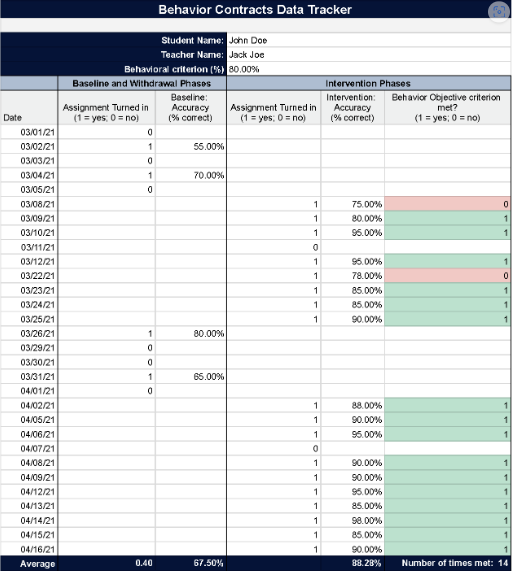 Behavior Contracts Data Tracker
Student Name: John Doe
Teacher Name: Jack Joe
Behavioral criterion (%) 80.00%
Baseline and Withdrawal Phases Intervention Phases
Date Assignment Turned in (1 = yes; 0 = no) Baseline: Accuracy (% correct) Assignment Turned in (1 = yes; 0 = no) Intervention: Accuracy (% correct) Behavior Objective criterion met? (1 = yes; 0 = no)
03/01/21 0
03/02/21 1 55.00%
03/03/21 0
03/04/21 1 70.00%
03/05/21 0
03/08/21 1 75.00% 0
03/09/21 1 80.00% 1
03/10/21 1 95.00% 1
03/11/21 0
03/12/21 1 95.00% 1
03/22/21 1 78.00% 0
03/23/21 1 85.00% 1
03/24/21 1 85.00% 1
03/25/21 1 90.00% 1
03/26/21 1 80.00%
03/29/21 0
03/30/21 0
03/31/21 1 65.00%
04/01/21 0
04/02/21 1 88.00% 1
04/05/21 1 90.00% 1
04/06/21 1 95.00% 1
04/07/21 0
04/08/21 1 90.00% 1
04/09/21 1 90.00% 1
04/12/21 1 95.00% 1
04/13/21 1 85.00% 1
04/14/21 1 98.00% 1
04/15/21 1 85.00% 1
04/16/21 1 90.00% 1
Average 0.40 67.50% 88.28% Number of times met: 14